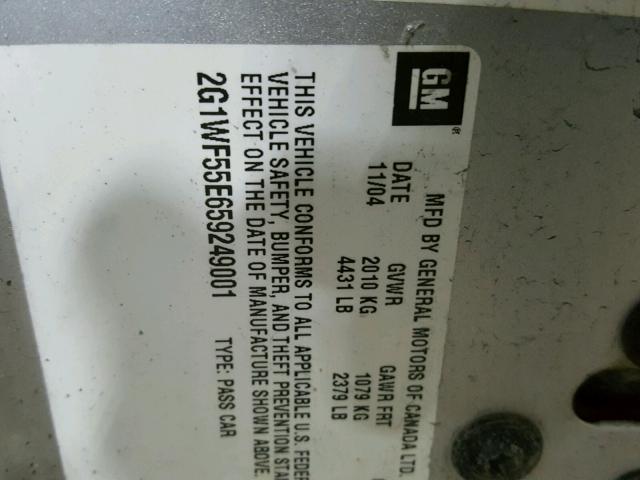 GM
MFD BY GENERAL MOTORS OF CANADA LTD.
DATE GVWR GAWR FRT
11/04 2010 KG 1079 KG
4431 LB 2379 LB
THIS VEHICLE CONFORMS TO ALL APPLICABLE U.S.
VEHICLE SAFETY, BUMPER, AND THEFT PREVENTION
EFFECT ON THE DATE OF MANUFACTURE SHOWN ABOVE.
2G1WF55E659249001 TYPE: PASS CAR